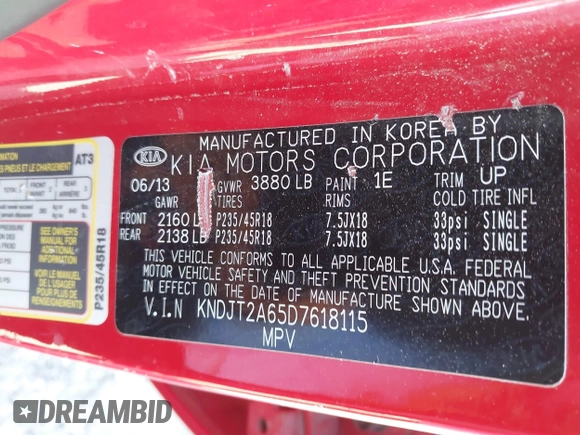 MANUFACTURED IN KOREA BY
KIA KIA MOTORS CORPORATION
06/13 GVWR 3880 LB PAINT 1E TRIM UP
GAWR TIRES RIMS COLD TIRE INFL
FRONT 2160 LB P235/45R18 7.5JX18 33psi SINGLE
REAR 2138 LB P235/45R18 7.5JX18 33psi SINGLE
THIS VEHICLE CONFORMS TO ALL APPLICABLE U.S.A. FEDERAL
MOTOR VEHICLE SAFETY AND THEFT PREVENTION STANDARDS
IN EFFECT ON THE DATE OF MANUFACTURE SHOWN ABOVE.
V.I.N KNDJT2A65D7618115
MPV
AT3
SEE OWNER'S
MANUAL FOR
ADDITIONAL
INFORMATION
VOIR LE MANUEL
DE L'USAGER
POUR PLUS DE
RENSEIGNEMENTS
P235/45R18
DREAMBID